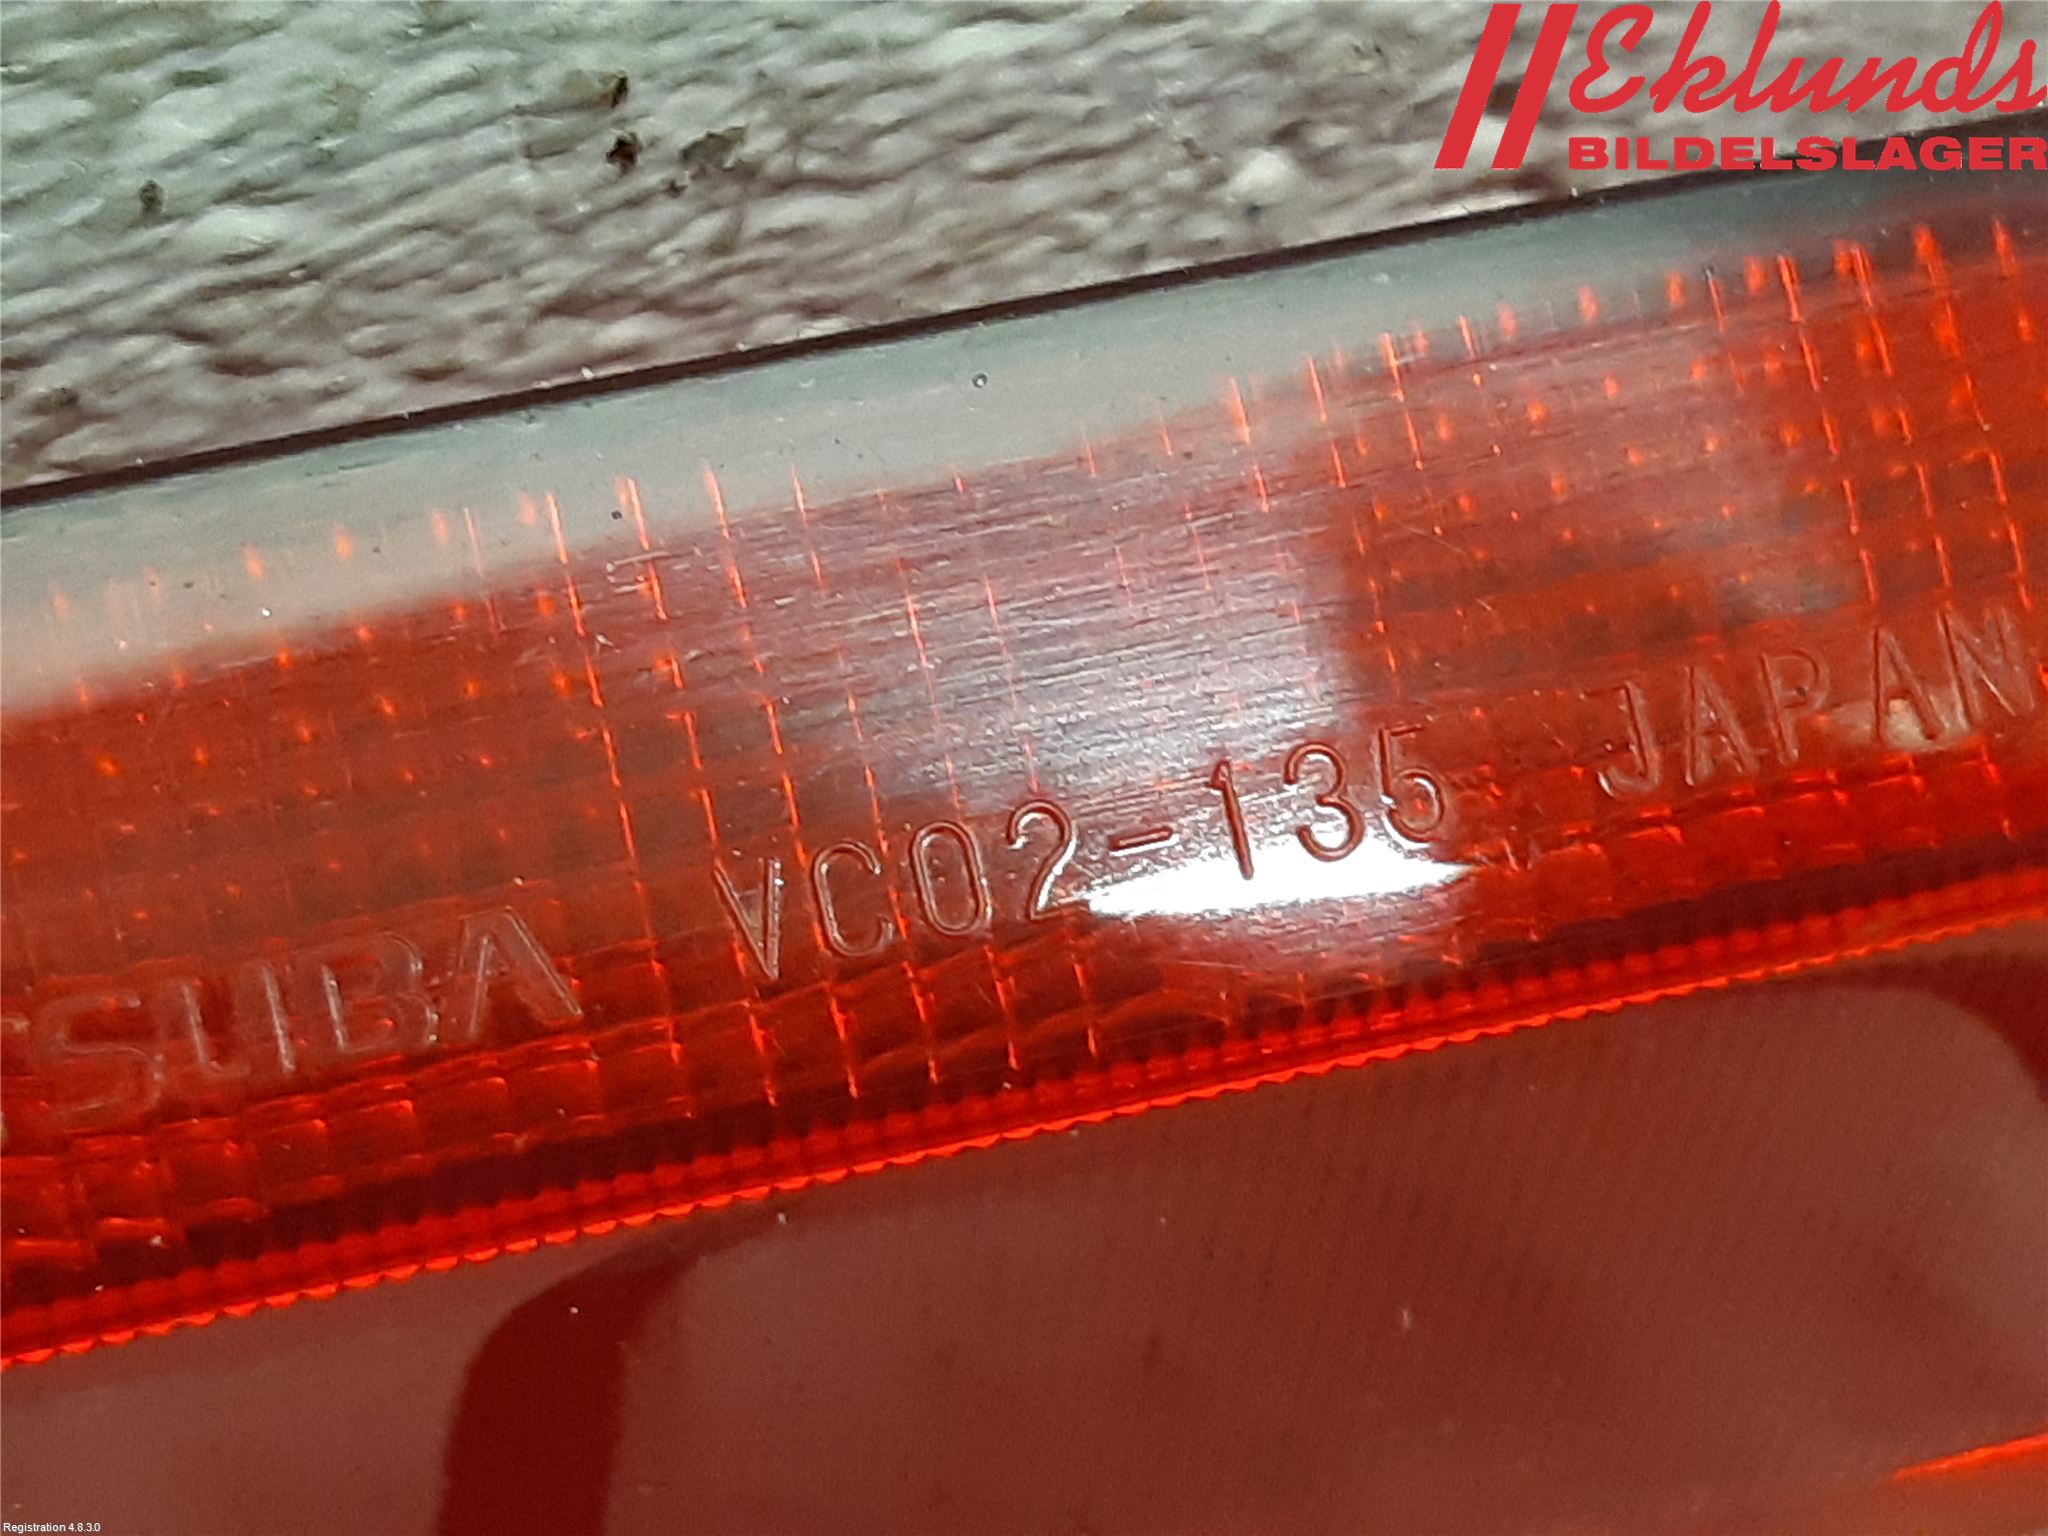 Eklunds
BILDELSLAGER
SUBA VC02-135 JAPAN
Registration 4.8.3.0